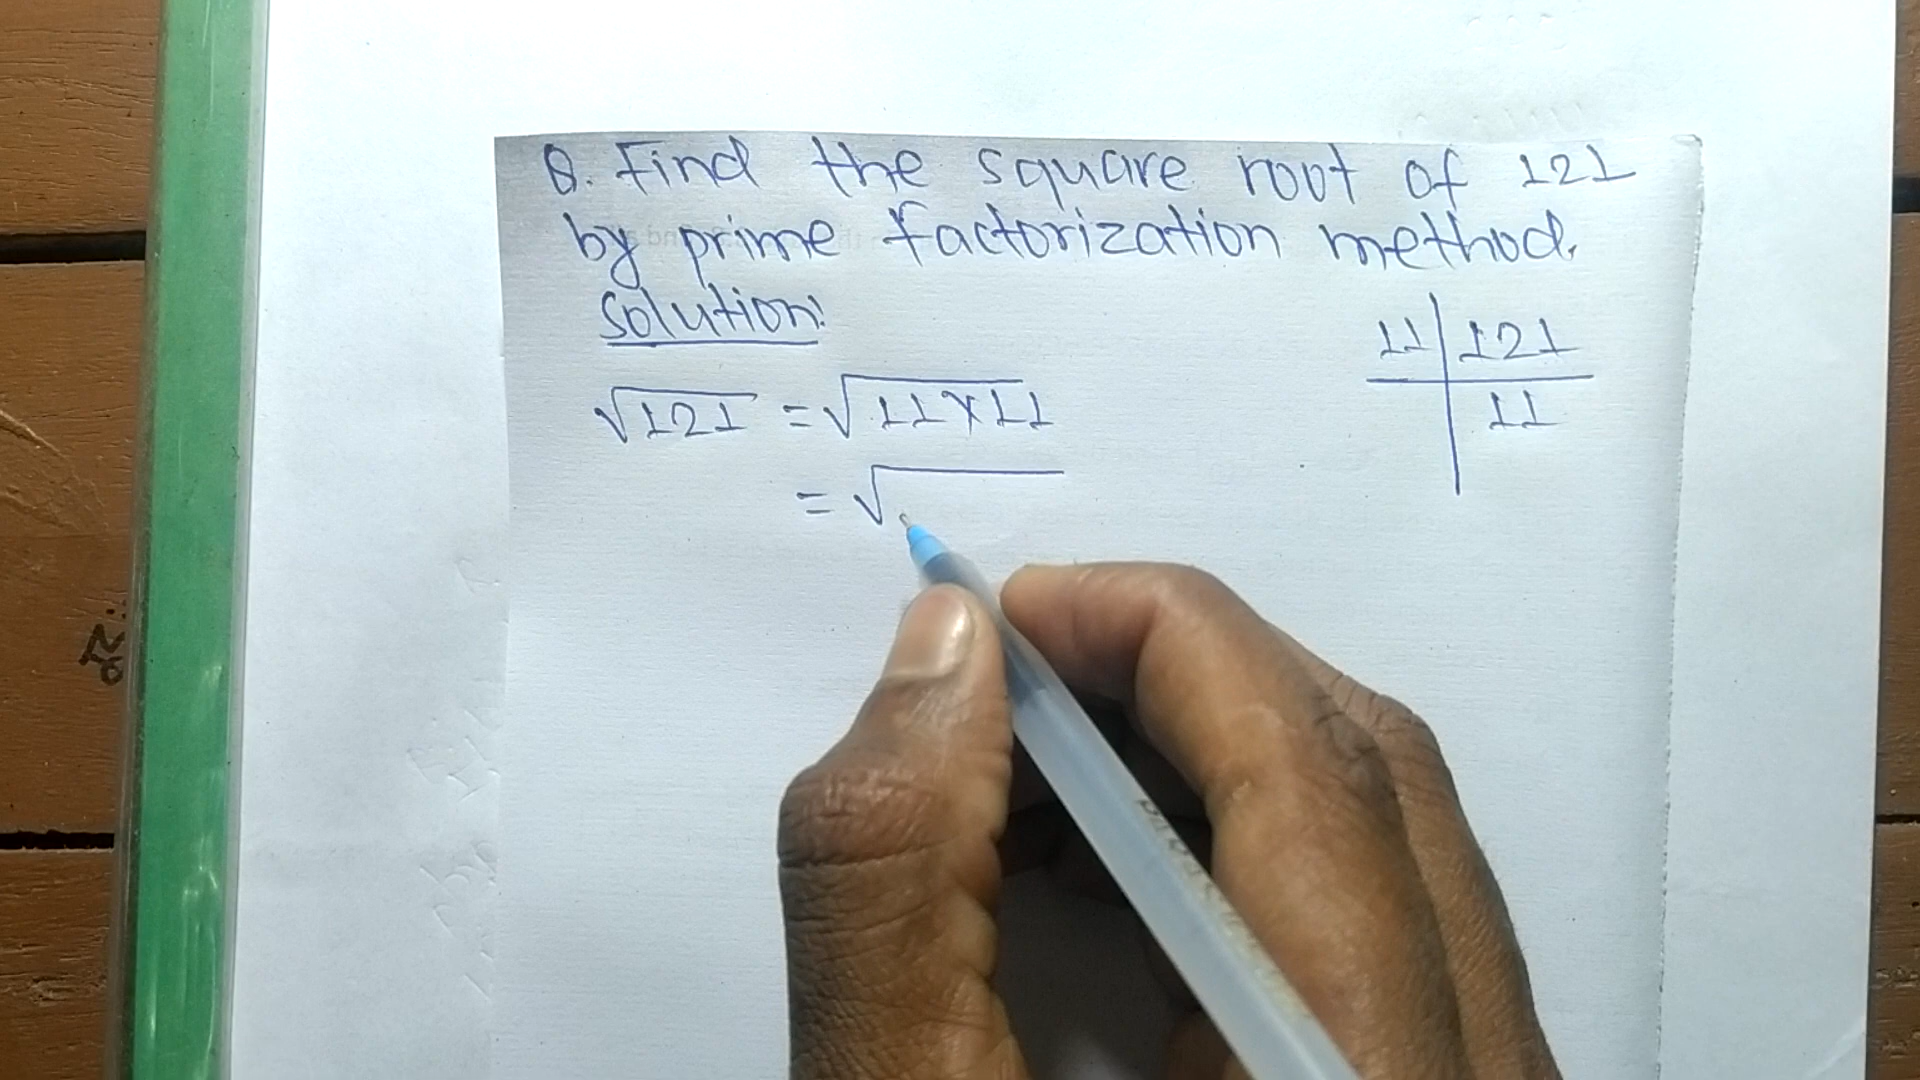 Q. Find the square root of 121
by prime factorization method.
Solution:
11 | 121
11
√121 = √11×11
= √